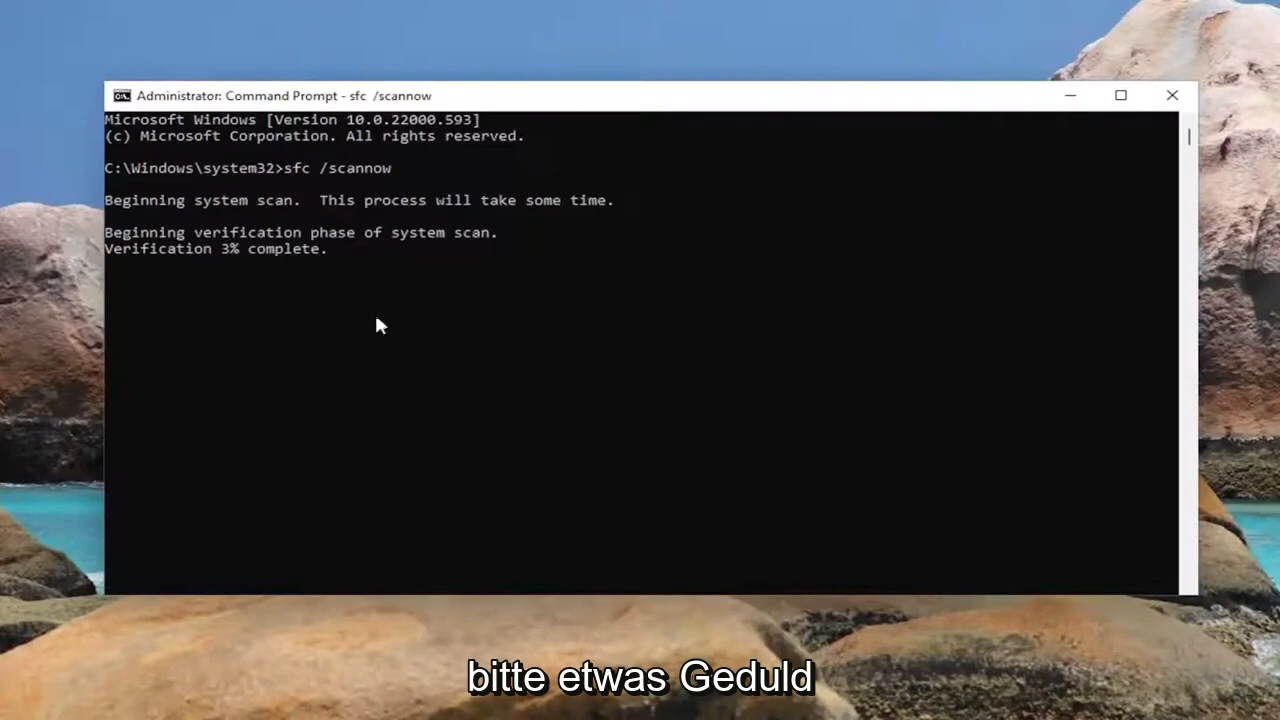 Administrator: Command Prompt - sfc  /scannow
Microsoft Windows [Version 10.0.22000.593]
(c) Microsoft Corporation. All rights reserved.
C:\Windows\system32>sfc /scannow
Beginning system scan.  This process will take some time.
Beginning verification phase of system scan.
Verification 3% complete.
bitte etwas Geduld